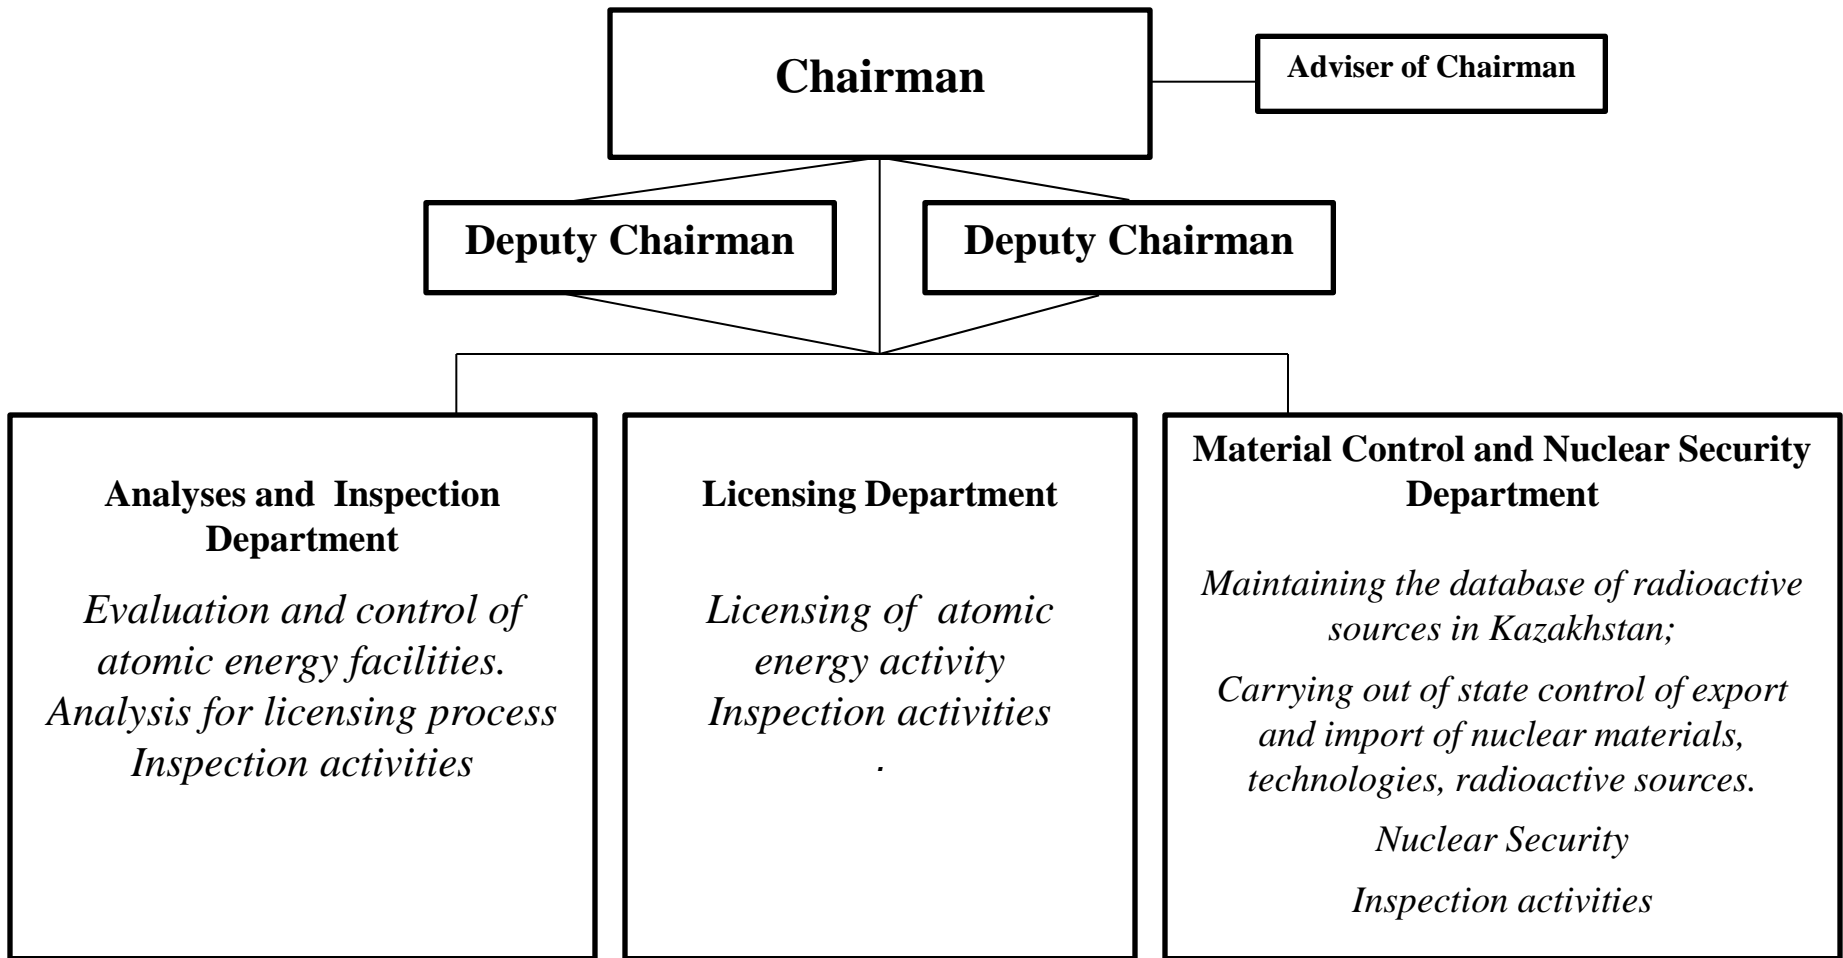 Chairman
Adviser of Chairman
Deputy Chairman
Deputy Chairman
Analyses and Inspection
Department
Evaluation and control of
atomic energy facilities.
Analysis for licensing process
Inspection activities
Licensing Department
Licensing of atomic
energy activity
Inspection activities
.
Material Control and Nuclear Security
Department
Maintaining the database of radioactive
sources in Kazakhstan;
Carrying out of state control of export
and import of nuclear materials,
technologies, radioactive sources.
Nuclear Security
Inspection activities